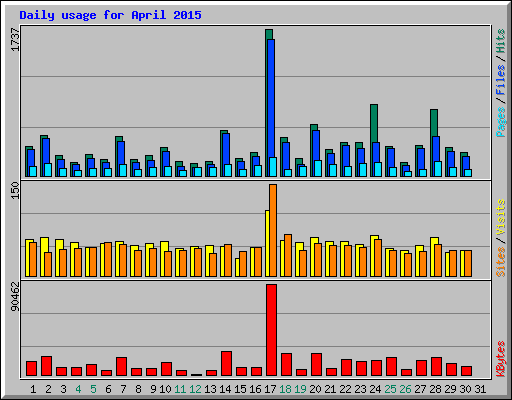 Daily usage for April 2015
1737
Pages / Files / Hits
150
Sites / Visits
90462
KBytes
1 2 3 4 5 6 7 8 9 10 11 12 13 14 15 16 17 18 19 20 21 22 23 24 25 26 27 28 29 30 31